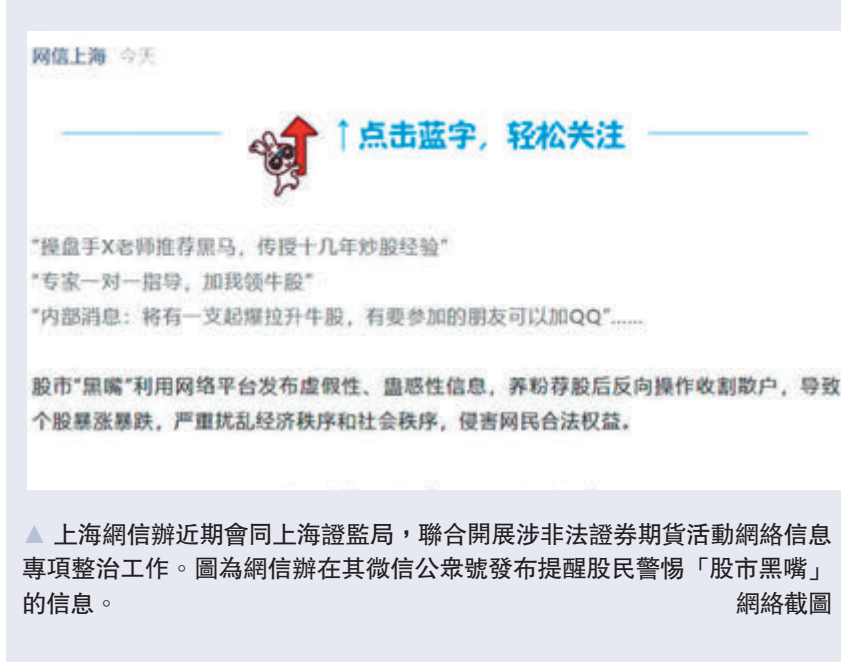 网信上海 今天
↑点击蓝字，轻松关注
"操盘手X老师推荐黑马，传授十几年炒股经验"
"专家一对一指导，加我领牛股"
"内部消息：将有一支起爆拉升牛股，有要参加的朋友可以加QQ"……
股市"黑嘴"利用网络平台发布虚假性、蛊惑性信息，养粉荐股后反向操作收割散户，导致
个股暴涨暴跌，严重扰乱经济秩序和社会秩序，侵害网民合法权益。
▲ 上海網信辦近期會同上海證監局，聯合開展涉非法證券期貨活動網絡信息
專項整治工作。圖為網信辦在其微信公眾號發布提醒股民警惕「股市黑嘴」
的信息。 網絡截圖